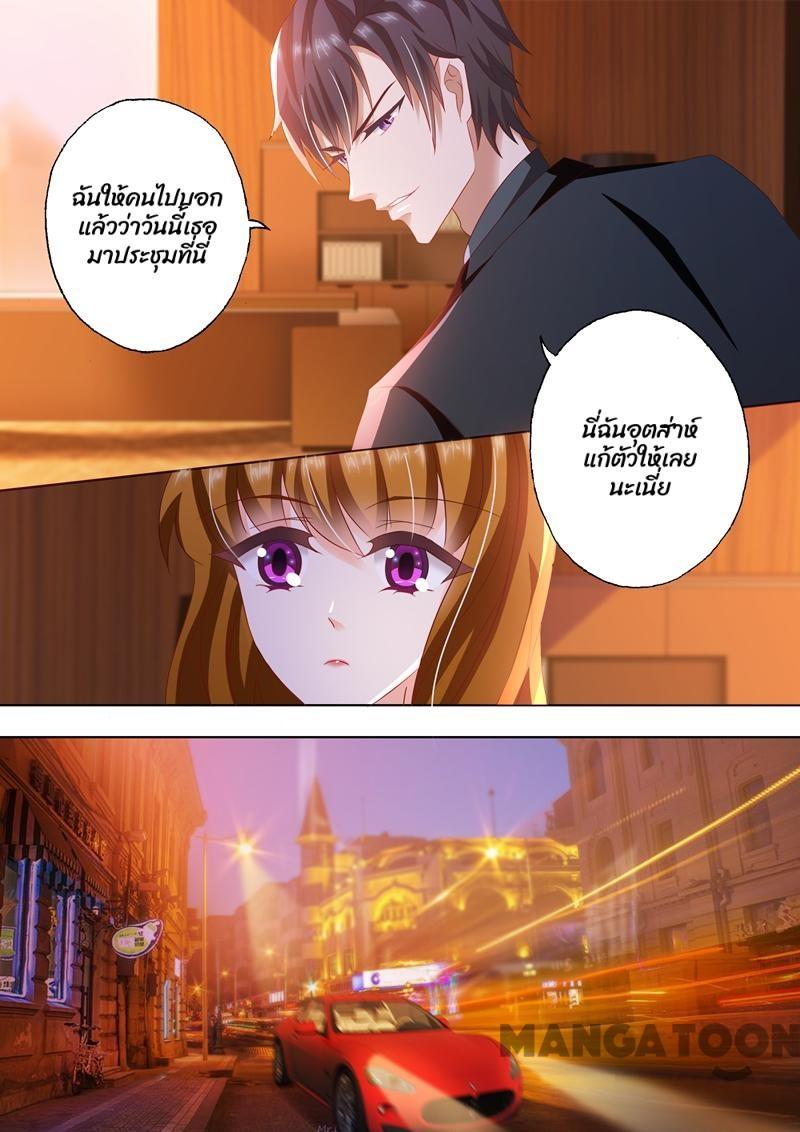 ฉันให้คนไปบอก
แล้วว่าวันนี้เธอ
มาประชุมที่นี่
นี่ฉันอุตส่าห์
แก้ตัวให้เลย
นะเนี่ย
MANGATOON